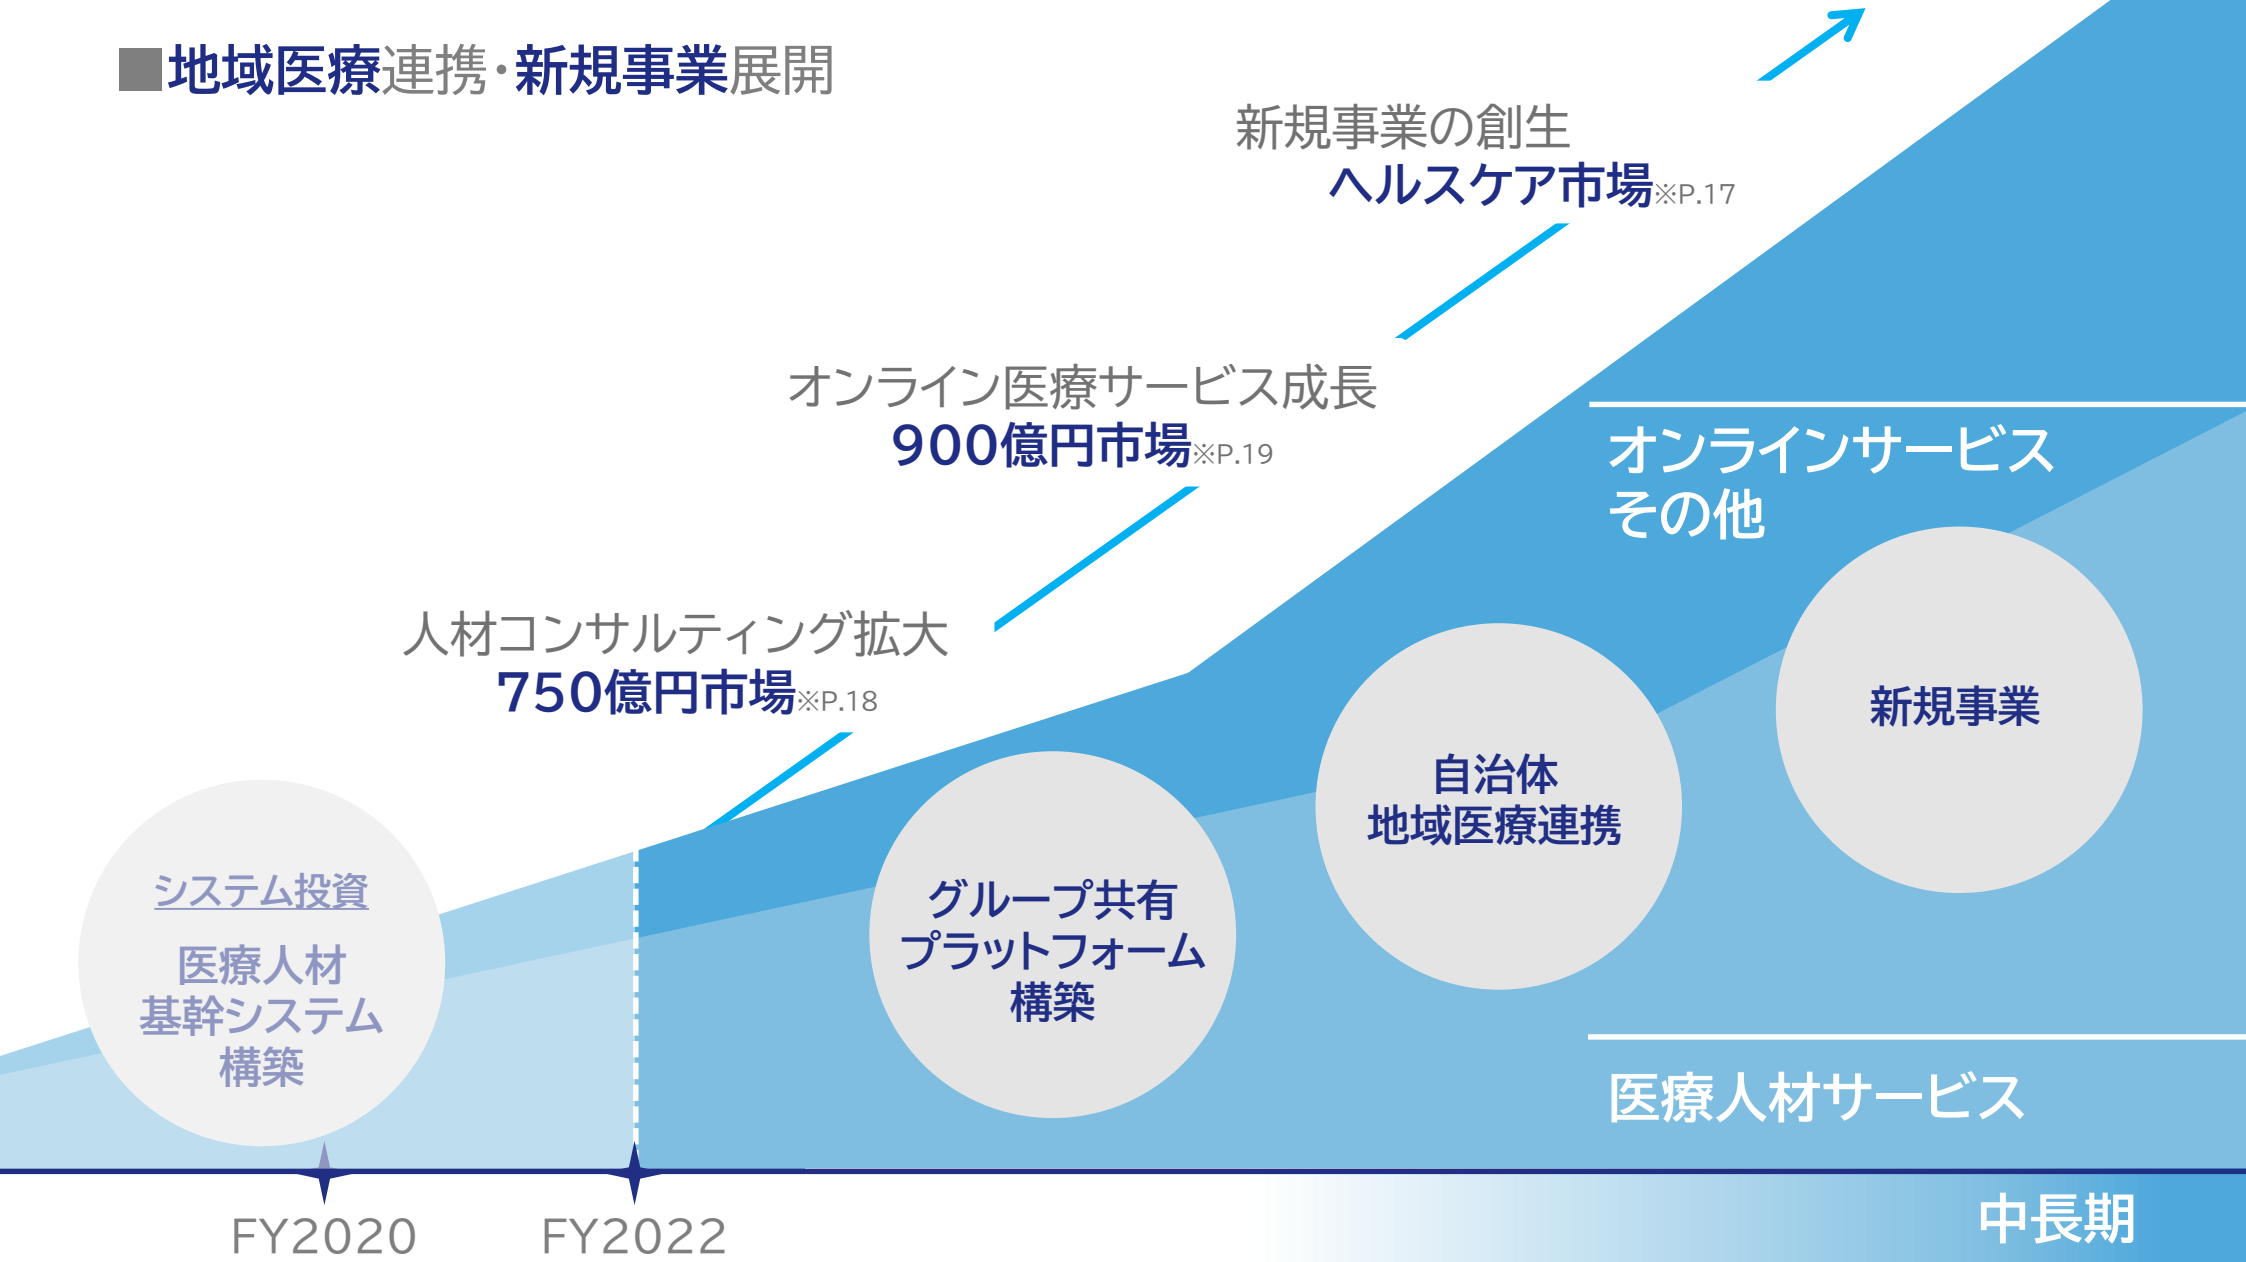 ■地域医療連携・新規事業展開
新規事業の創生
ヘルスケア市場※P.17
オンライン医療サービス成長
900億円市場※P.19
人材コンサルティング拡大
750億円市場※P.18
オンラインサービス
その他
新規事業
自治体
地域医療連携
グループ共有
プラットフォーム
構築
システム投資
医療人材
基幹システム
構築
医療人材サービス
FY2020
FY2022
中長期